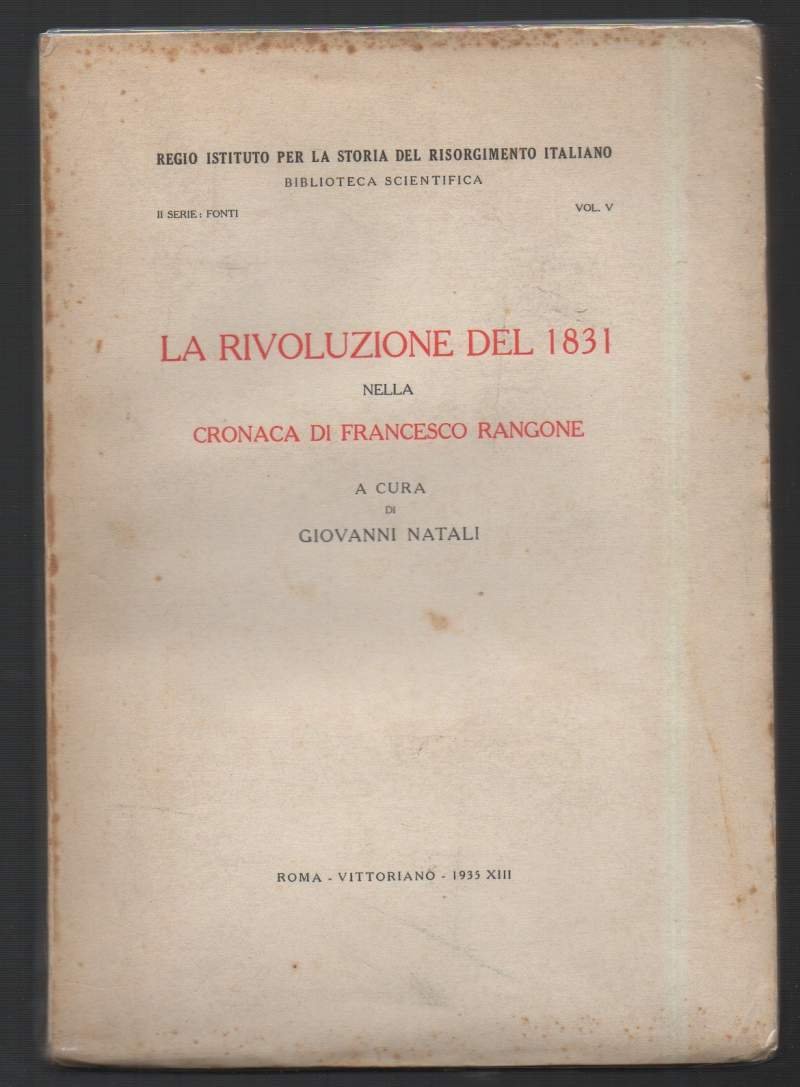 REGIO ISTITUTO PER LA STORIA DEL RISORGIMENTO ITALIANO
BIBLIOTECA SCIENTIFICA
II SERIE: FONTI VOL. V
LA RIVOLUZIONE DEL 1831
NELLA
CRONACA DI FRANCESCO RANGONE
A CURA
DI
GIOVANNI NATALI
ROMA - VITTORIANO - 1935 XIII